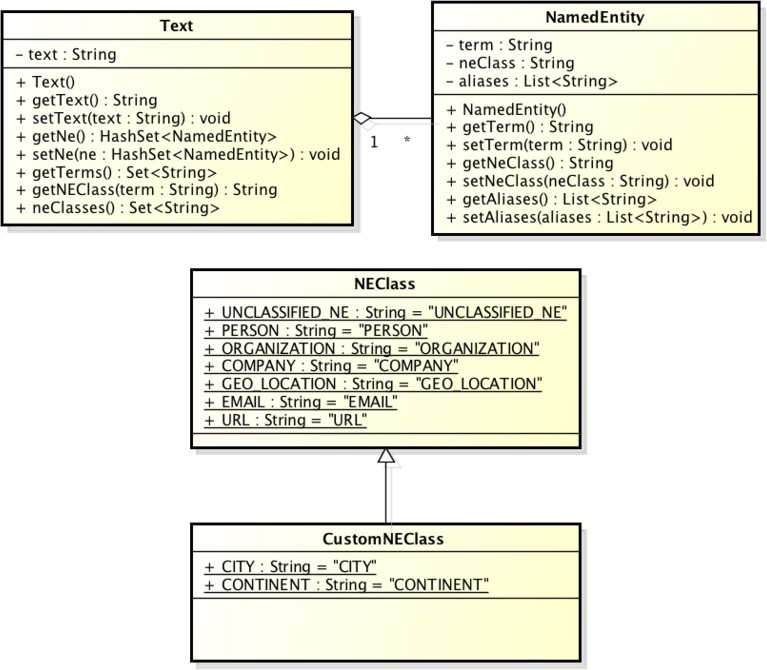 Text
- text : String
+ Text()
+ getText() : String
+ setText(text : String) : void
+ getNe() : HashSet<NamedEntity>
+ setNe(ne : HashSet<NamedEntity>) : void
+ getTerms() : Set<String>
+ getNEClass(term : String) : String
+ neClasses() : Set<String>
1 *
NamedEntity
- term : String
- neClass : String
- aliases : List<String>
+ NamedEntity()
+ getTerm() : String
+ setTerm(term : String) : void
+ getNeClass() : String
+ setNeClass(neClass : String) : void
+ getAliases() : List<String>
+ setAliases(aliases : List<String>) : void
NEClass
+ UNCLASSIFIED_NE : String = "UNCLASSIFIED_NE"
+ PERSON : String = "PERSON"
+ ORGANIZATION : String = "ORGANIZATION"
+ COMPANY : String = "COMPANY"
+ GEO_LOCATION : String = "GEO_LOCATION"
+ EMAIL : String = "EMAIL"
+ URL : String = "URL"
CustomNEClass
+ CITY : String = "CITY"
+ CONTINENT : String = "CONTINENT"